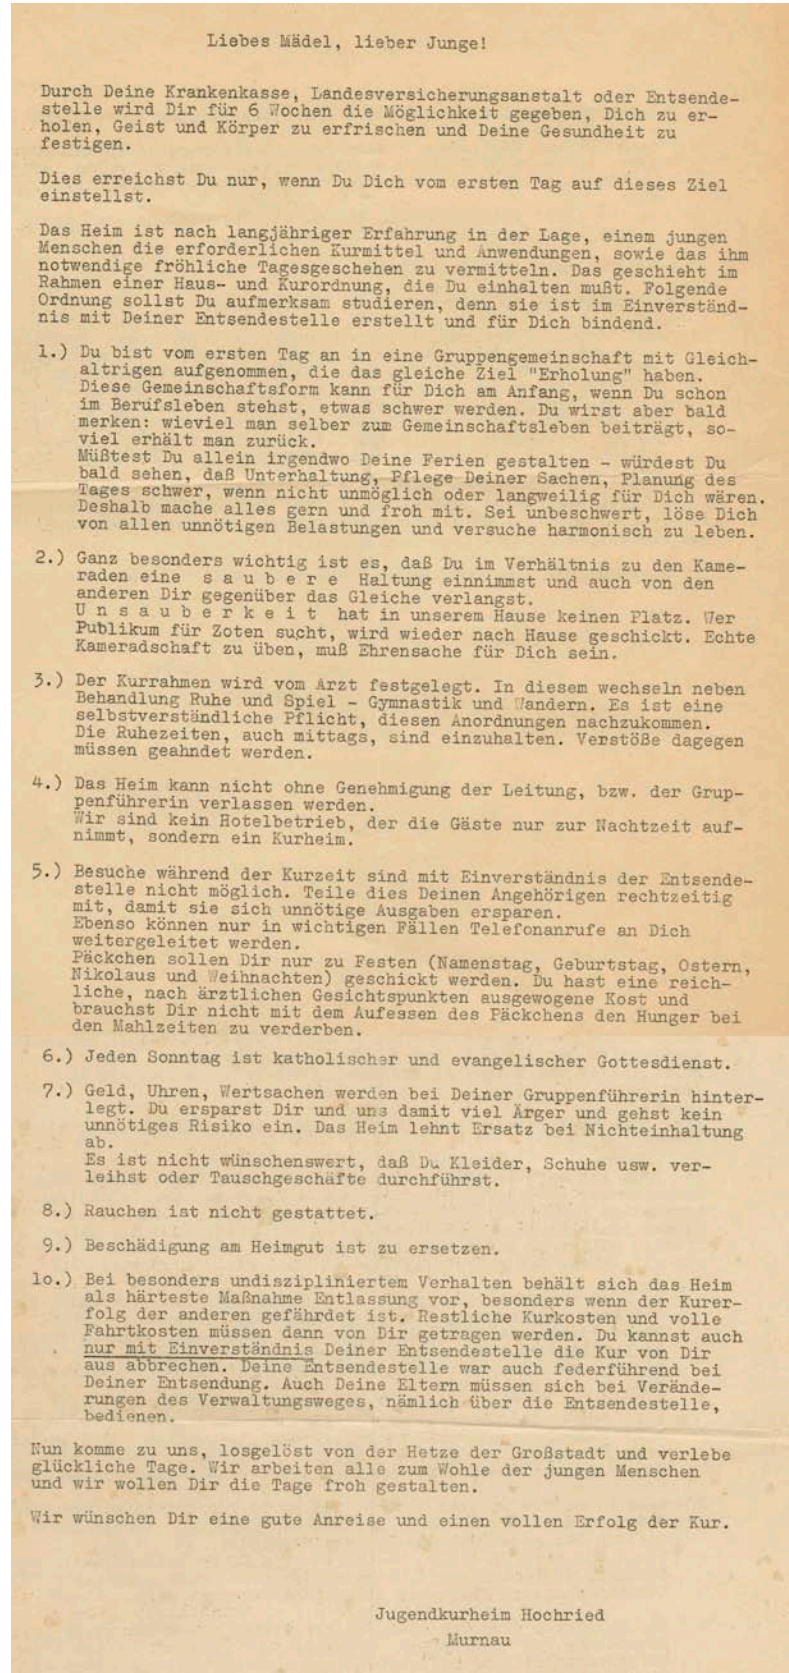 Liebes Mädel, lieber Junge!
Durch Deine Krankenkasse, Landesversicherungsanstalt oder Entsende-
stelle wird Dir für 6 Wochen die Möglichkeit gegeben, Dich zu er-
holen, Geist und Körper zu erfrischen und Deine Gesundheit zu
festigen.
Dies erreichst Du nur, wenn Du Dich vom ersten Tag auf dieses Ziel
einstellst.
Das Heim ist nach langjähriger Erfahrung in der Lage, einem jungen
Menschen die erforderlichen Kurmittel und Anwendungen, sowie das ihm
notwendige fröhliche Tagesgeschehen zu vermitteln. Das geschieht im
Rahmen einer Haus- und Kurordnung, die Du einhalten mußt. Folgende
Ordnung sollst Du aufmerksam studieren, denn sie ist im Einverständ-
nis mit Deiner Entsendestelle erstellt und für Dich bindend.
1.) Du bist vom ersten Tag an in eine Gruppengemeinschaft mit Gleich-
altrigen aufgenommen, die das gleiche Ziel "Erholung" haben.
Diese Gemeinschaftsform kann für Dich am Anfang, wenn Du schon
im Berufsleben stehst, etwas schwer werden. Du wirst aber bald
merken: wieviel man selber zum Gemeinschaftsleben beiträgt, so-
viel erhält man zurück.
Müßtest Du allein irgendwo Deine Ferien gestalten - würdest Du
bald sehen, daß Unterhaltung, Pflege Deiner Sachen, Planung des
Tages schwer, wenn nicht unmöglich oder langweilig für Dich wären.
Deshalb mache alles gern und froh mit. Sei unbeschwert, löse Dich
von allen unnötigen Belastungen und versuche harmonisch zu leben.
2.) Ganz besonders wichtig ist es, daß Du im Verhältnis zu den Kame-
raden eine s a u b e r e Haltung einnimmst und auch von den
anderen Dir gegenüber das Gleiche verlangst.
U n s a u b e r k e i t hat in unserem Hause keinen Platz. Wer
Publikum für Zoten sucht, wird wieder nach Hause geschickt. Echte
Kameradschaft zu üben, muß Ehrensache für Dich sein.
3.) Der Kurrahmen wird vom Arzt festgelegt. In diesem wechseln neben
Behandlung Ruhe und Spiel - Gymnastik und Wandern. Es ist eine
selbstverständliche Pflicht, diesen Anordnungen nachzukommen.
Die Ruhezeiten, auch mittags, sind einzuhalten. Verstöße dagegen
müssen geahndet werden.
4.) Das Heim kann nicht ohne Genehmigung der Leitung, bzw. der Grup-
penführerin verlassen werden.
Wir sind kein Hotelbetrieb, der die Gäste nur zur Nachtzeit auf-
nimmt, sondern ein Kurheim.
5.) Besuche während der Kurzeit sind mit Einverständnis der Entsende-
stelle nicht möglich. Teile dies Deinen Angehörigen rechtzeitig
mit, damit sie sich unnötige Ausgaben ersparen.
Ebenso können nur in wichtigen Fällen Telefonanrufe an Dich
weitergeleitet werden.
Päckchen sollen Dir nur zu Festen (Namenstag, Geburtstag, Ostern,
Nikolaus und Weihnachten) geschickt werden. Du hast eine reich-
liche, nach ärztlichen Gesichtspunkten ausgewogene Kost und
brauchst Dir nicht mit dem Aufessen des Päckchens den Hunger bei
den Mahlzeiten zu verderben.
6.) Jeden Sonntag ist katholischer und evangelischer Gottesdienst.
7.) Geld, Uhren, Wertsachen werden bei Deiner Gruppenführerin hinter-
legt. Du ersparst Dir und uns damit viel Ärger und gehst kein
unnötiges Risiko ein. Das Heim lehnt Ersatz bei Nichteinhaltung
ab.
Es ist nicht wünschenswert, daß Du Kleider, Schuhe usw. ver-
leihst oder Tauschgeschäfte durchführst.
8.) Rauchen ist nicht gestattet.
9.) Beschädigung am Heimgut ist zu ersetzen.
1o.) Bei besonders undiszipliniertem Verhalten behält sich das Heim
als härteste Maßnahme Entlassung vor, besonders wenn der Kurer-
folg der anderen gefährdet ist. Restliche Kurkosten und volle
Fahrtkosten müssen dann von Dir getragen werden. Du kannst auch
nur mit Einverständnis Deiner Entsendestelle die Kur von Dir
aus abbrechen. Deine Entsendestelle war auch federführend bei
Deiner Entsendung. Auch Deine Eltern müssen sich bei Verände-
rungen des Verwaltungsweges, nämlich über die Entsendestelle,
bedienen.
Nun komme zu uns, losgelöst von der Hetze der Großstadt und verlebe
glückliche Tage. Wir arbeiten alle zum Wohle der jungen Menschen
und wir wollen Dir die Tage froh gestalten.
Wir wünschen Dir eine gute Anreise und einen vollen Erfolg der Kur.
Jugendkurheim Hochried
Murnau